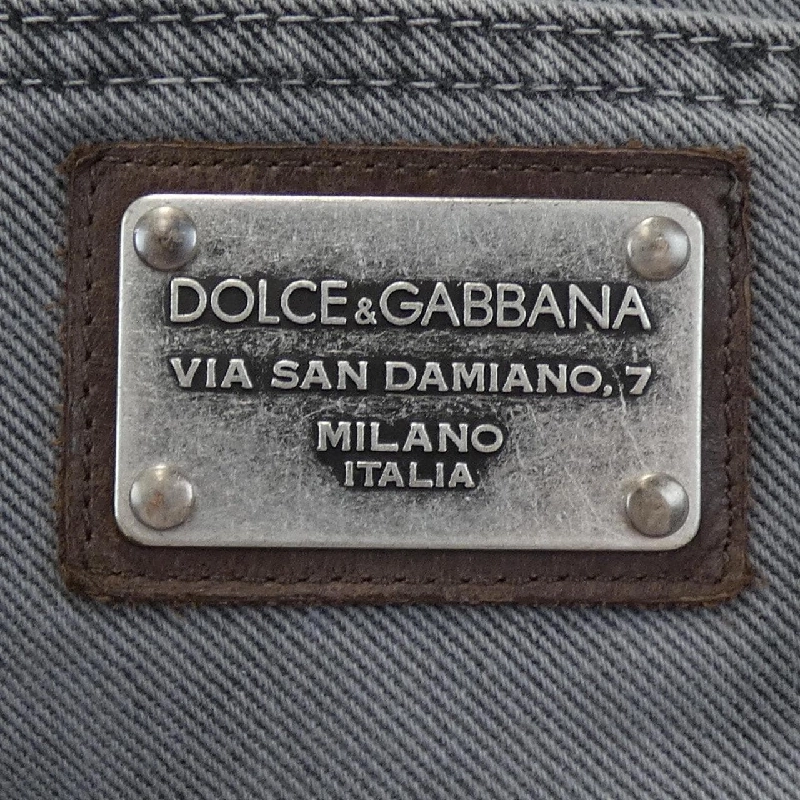 DOLCE&GABBANA
VIA SAN DAMIANO, 7
MILANO
ITALIA